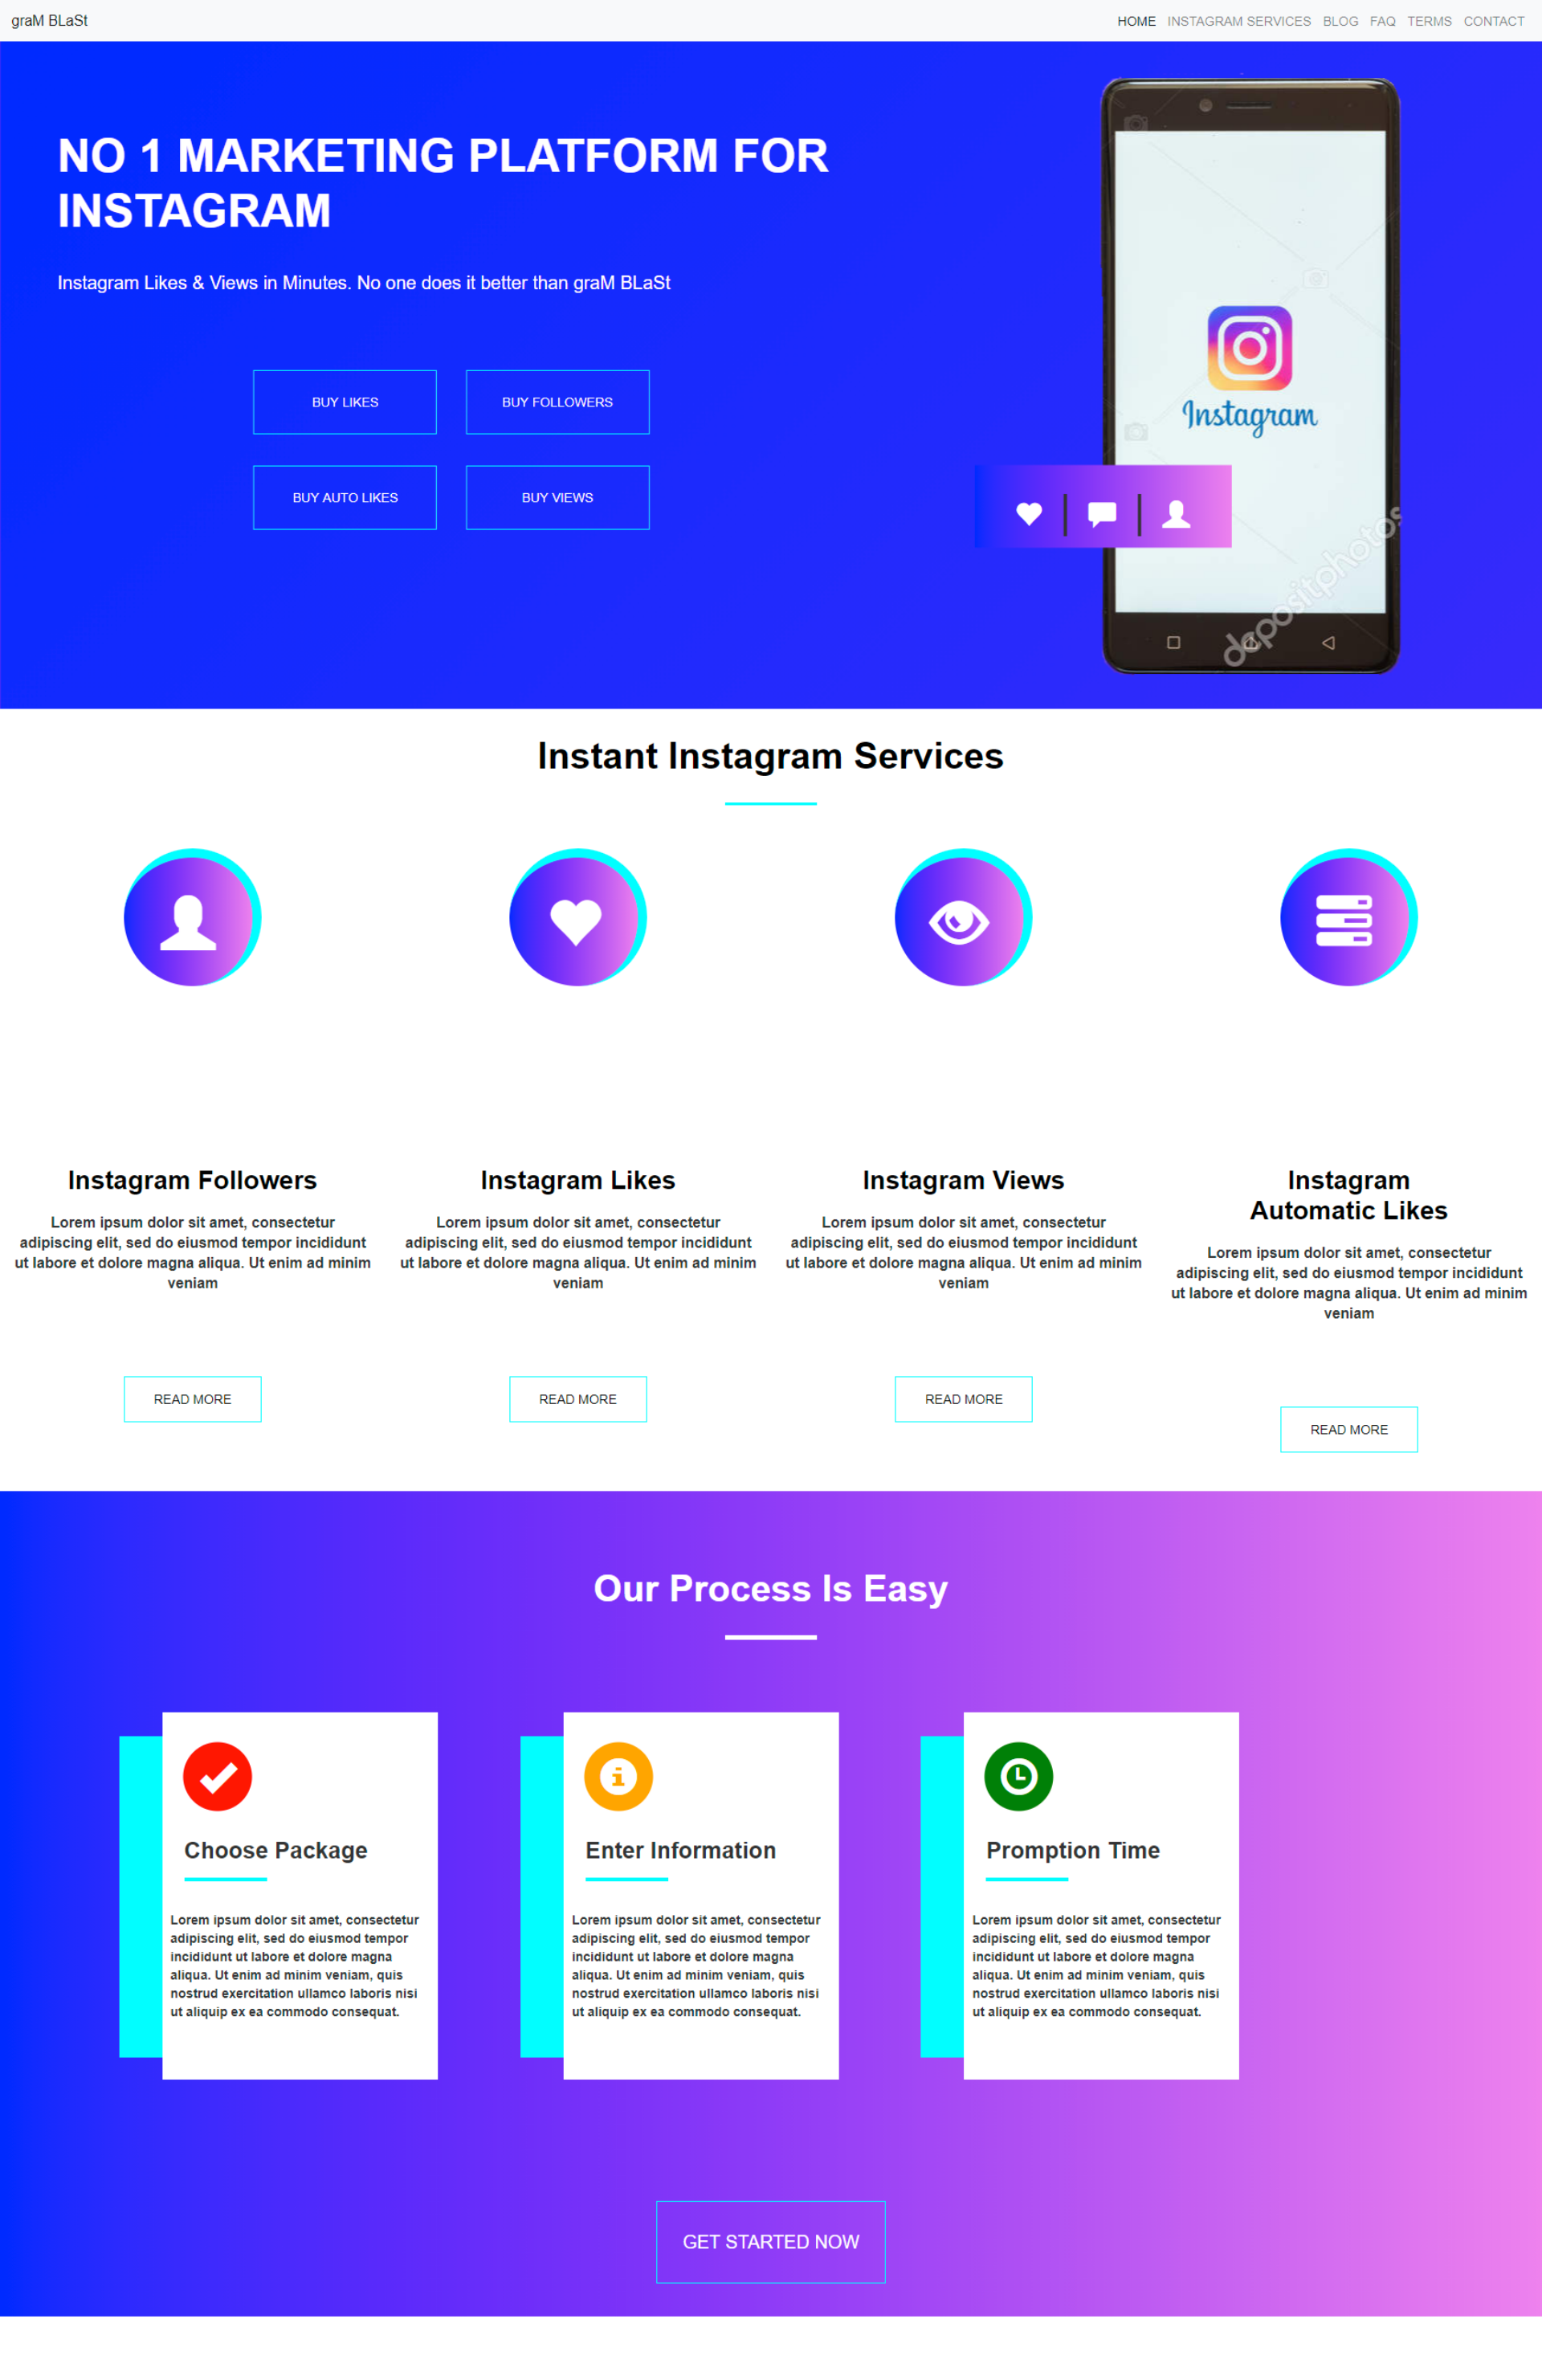 graM BLaSt
HOME INSTAGRAM SERVICES BLOG FAQ TERMS CONTACT
NO 1 MARKETING PLATFORM FOR
INSTAGRAM
Instagram Likes & Views in Minutes. No one does it better than graM BLaSt
BUY LIKES
BUY FOLLOWERS
BUY AUTO LIKES
BUY VIEWS
Instagram
depositphotos
Instant Instagram Services
Instagram Followers
Lorem ipsum dolor sit amet, consectetur
adipiscing elit, sed do eiusmod tempor incididunt
ut labore et dolore magna aliqua. Ut enim ad minim
veniam
READ MORE
Instagram Likes
Lorem ipsum dolor sit amet, consectetur
adipiscing elit, sed do eiusmod tempor incididunt
ut labore et dolore magna aliqua. Ut enim ad minim
veniam
READ MORE
Instagram Views
Lorem ipsum dolor sit amet, consectetur
adipiscing elit, sed do eiusmod tempor incididunt
ut labore et dolore magna aliqua. Ut enim ad minim
veniam
READ MORE
Instagram
Automatic Likes
Lorem ipsum dolor sit amet, consectetur
adipiscing elit, sed do eiusmod tempor incididunt
ut labore et dolore magna aliqua. Ut enim ad minim
veniam
READ MORE
Our Process Is Easy
Choose Package
Lorem ipsum dolor sit amet, consectetur
adipiscing elit, sed do eiusmod tempor
incididunt ut labore et dolore magna
aliqua. Ut enim ad minim veniam, quis
nostrud exercitation ullamco laboris nisi
ut aliquip ex ea commodo consequat.
Enter Information
Lorem ipsum dolor sit amet, consectetur
adipiscing elit, sed do eiusmod tempor
incididunt ut labore et dolore magna
aliqua. Ut enim ad minim veniam, quis
nostrud exercitation ullamco laboris nisi
ut aliquip ex ea commodo consequat.
Promption Time
Lorem ipsum dolor sit amet, consectetur
adipiscing elit, sed do eiusmod tempor
incididunt ut labore et dolore magna
aliqua. Ut enim ad minim veniam, quis
nostrud exercitation ullamco laboris nisi
ut aliquip ex ea commodo consequat.
GET STARTED NOW